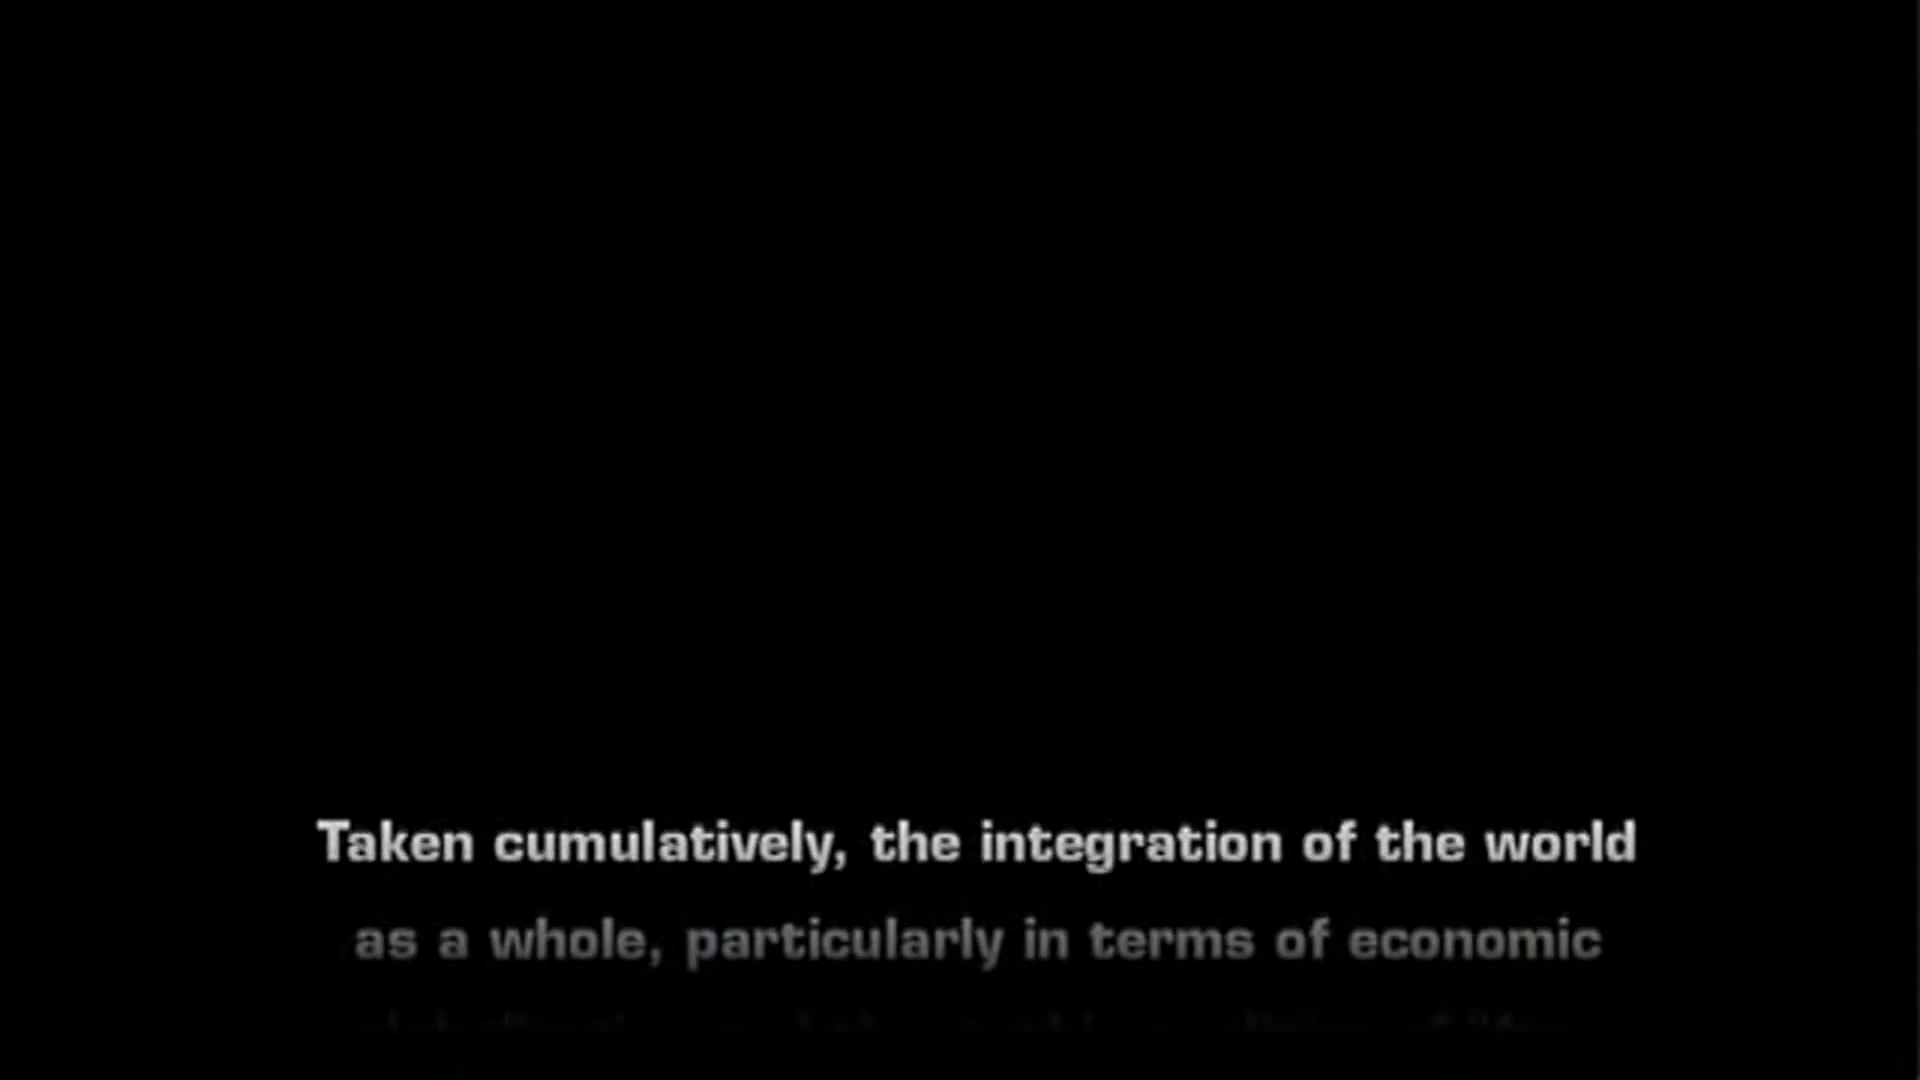 Taken cumulatively, the integration of the world
as a whole, particularly in terms of economic